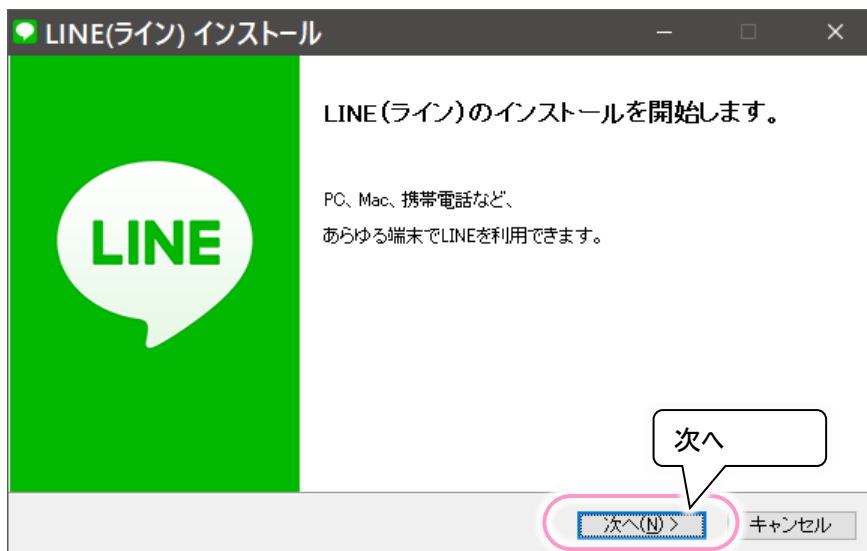 LINE(ライン) インストール
LINE(ライン)のインストールを開始します。
LINE
PC、Mac、携帯電話など、
あらゆる端末でLINEを利用できます。
次へ
次へ(N) >
キャンセル